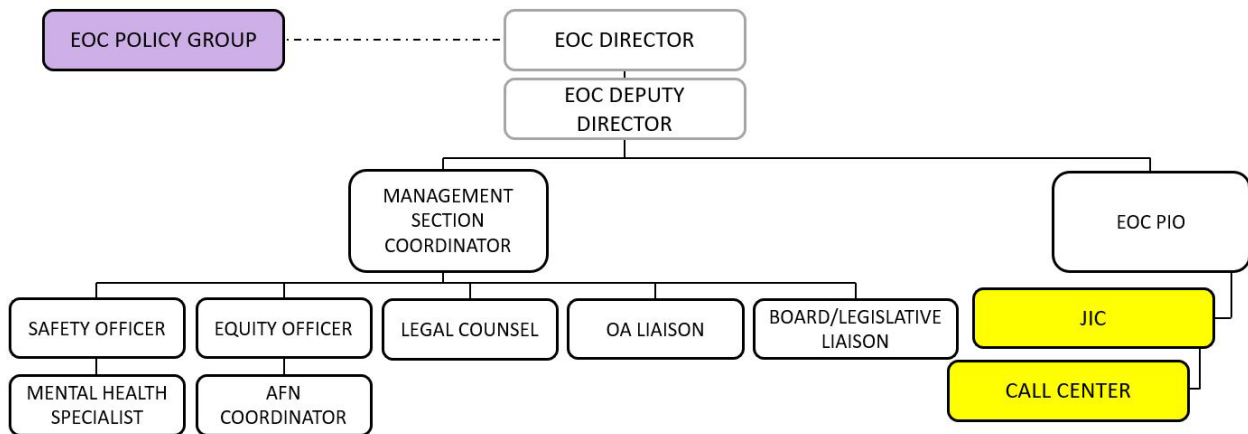 EOC POLICY GROUP
EOC DIRECTOR
EOC DEPUTY
DIRECTOR
MANAGEMENT
SECTION
COORDINATOR
EOC PIO
SAFETY OFFICER
EQUITY OFFICER
LEGAL COUNSEL
OA LIAISON
BOARD/LEGISLATIVE
LIAISON
JIC
MENTAL HEALTH
SPECIALIST
AFN
COORDINATOR
CALL CENTER